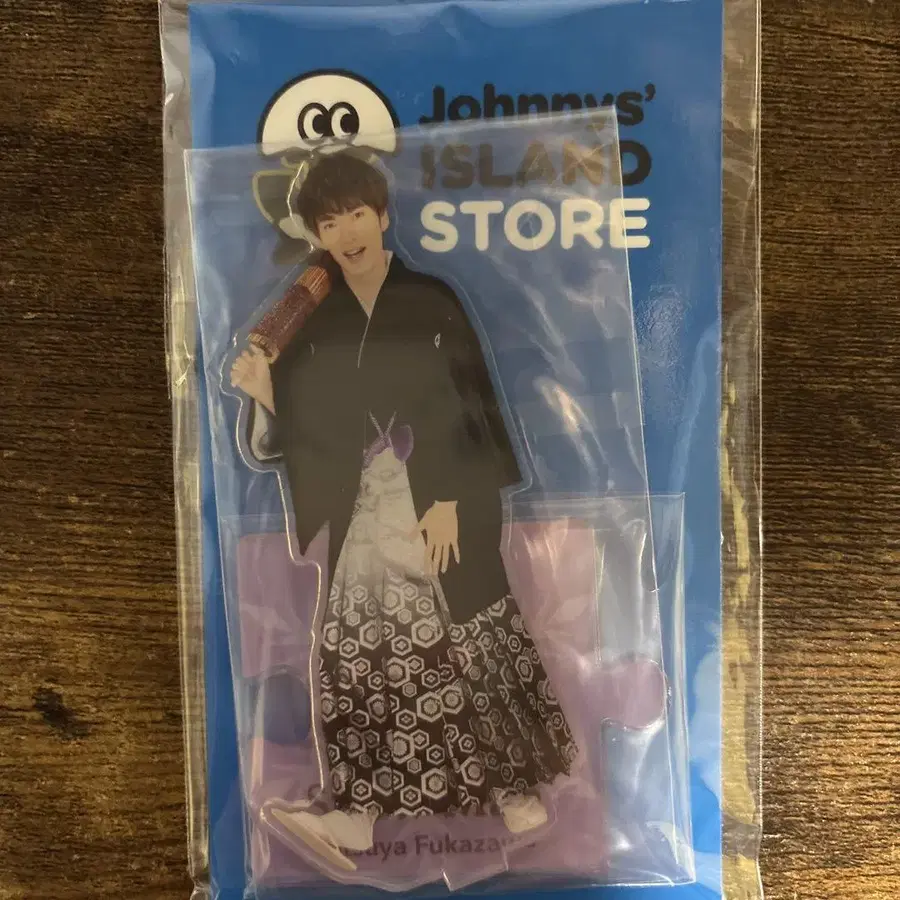 Johnnys'
ISLAND
STORE
Fukazawa